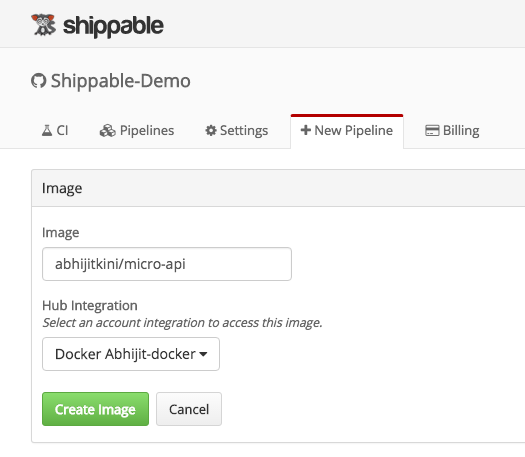 shippable
Shippable-Demo
CI Pipelines Settings New Pipeline Billing
Image
Image
abhijitkini/micro-api
Hub Integration
Select an account integration to access this image.
Docker Abhijit-docker
Create Image Cancel